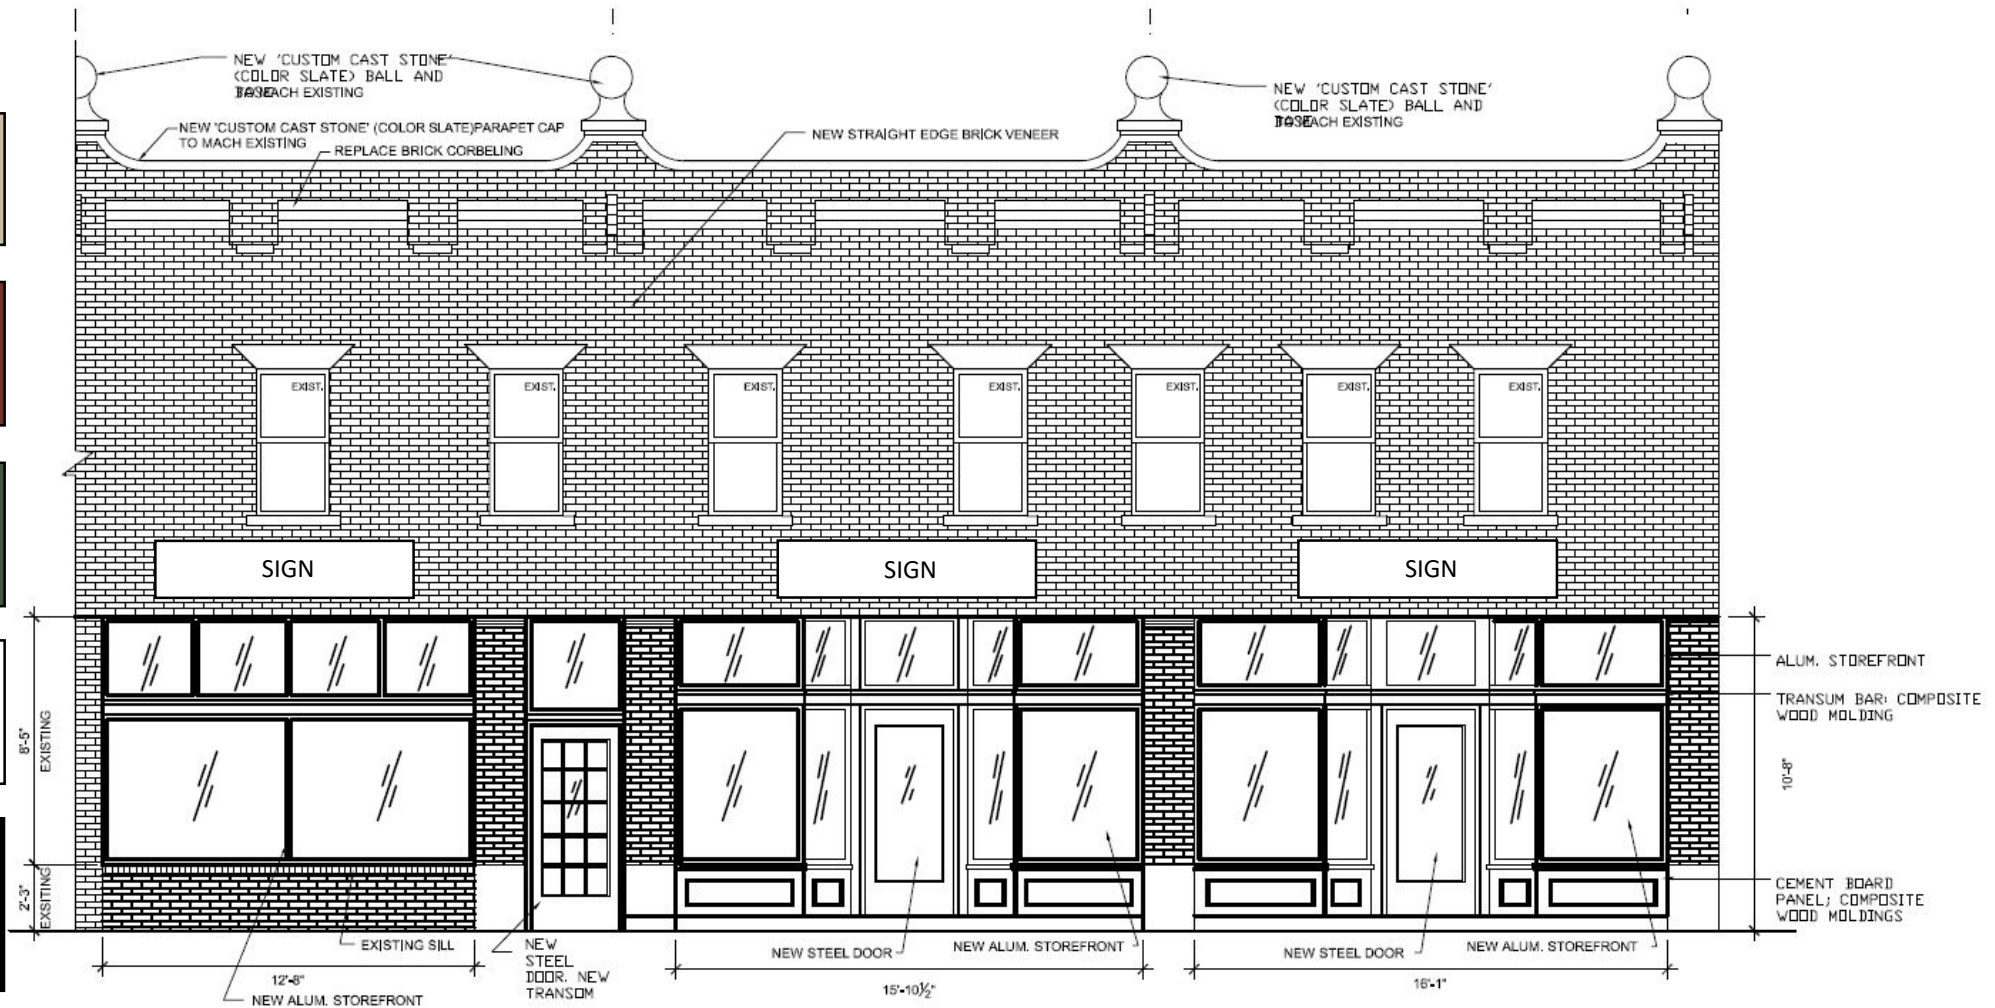 NEW 'CUSTOM CAST STONE'
(COLOR SLATE) BALL AND
BASE
TO MEACH EXISTING
NEW 'CUSTOM CAST STONE' (COLOR SLATE)PARAPET CAP
TO MACH EXISTING
REPLACE BRICK CORBELING
NEW STRAIGHT EDGE BRICK VENEER
NEW 'CUSTOM CAST STONE'
(COLOR SLATE) BALL AND
BASE
EXISTING
EXIST.
EXIST.
EXIST.
EXIST.
EXIST.
EXIST.
EXIST.
SIGN
SIGN
SIGN
8'-5"
EXISTING
2'-3"
EXSITING
ALUM. STOREFRONT
TRANSUM BAR: COMPOSITE
WOOD MOLDING
10'-8"
CEMENT BOARD
PANEL; COMPOSITE
WOOD MOLDINGS
EXISTING SILL
NEW
STEEL
DOOR. NEW
TRANSOM
NEW STEEL DOOR
NEW ALUM. STOREFRONT
NEW STEEL DOOR
NEW ALUM. STOREFRONT
12'-8"
NEW ALUM. STOREFRONT
15'-10½"
16'-1"